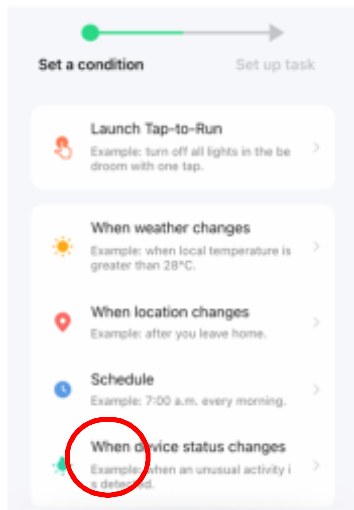 Set a condition
Set up task
Launch Tap-to-Run
Example: turn off all lights in the be
droom with one tap.
When weather changes
Example: when local temperature is
greater than 28°C.
When location changes
Example: after you leave home.
Schedule
Example: 7:00 a.m. every morning.
When device status changes
Example: when an unusual activity i
s detected.